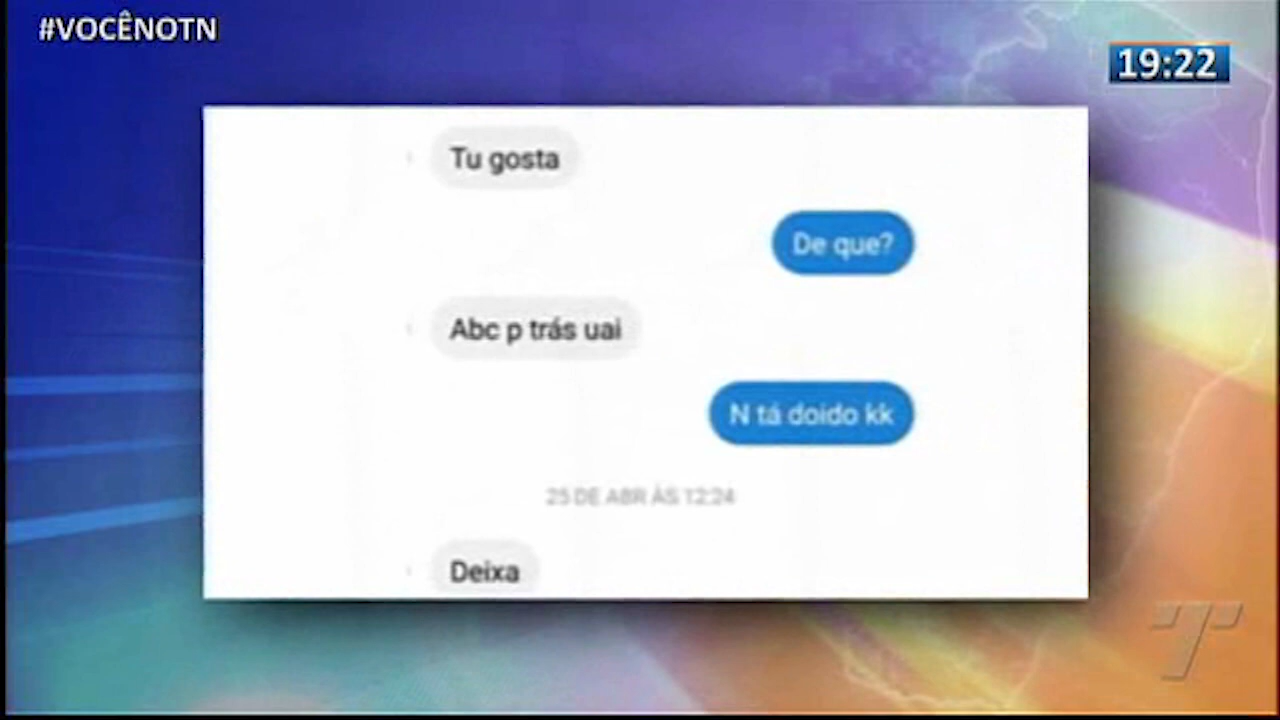 #VOCÊNOTN
19:22
Tu gosta
De que?
Abc p trás uai
N tá doido kk
25 DE ABR ÀS 12:24
Deixa